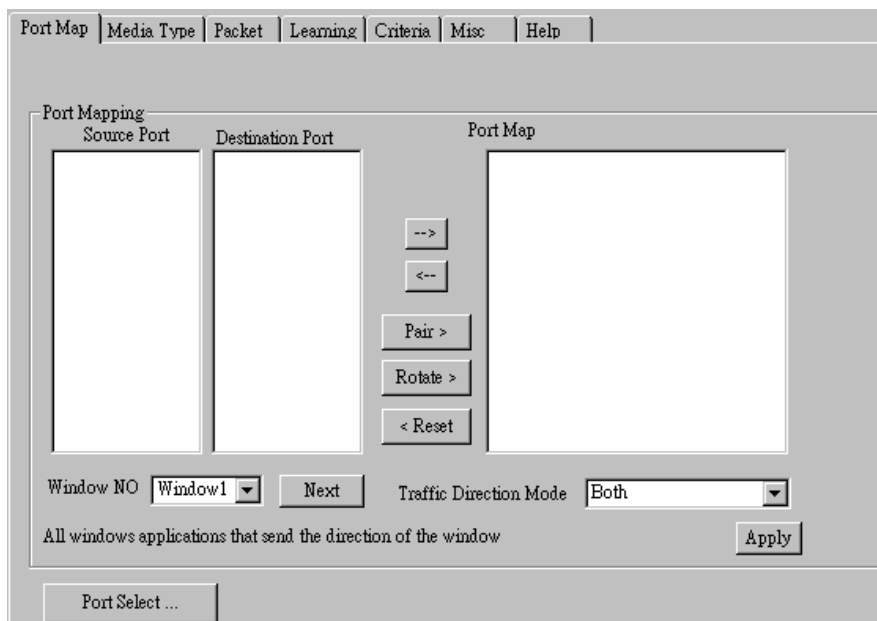 Port Map Media Type Packet Learning Criteria Misc Help
Port Mapping
Source Port Destination Port Port Map
-->
<--
Pair >
Rotate >
< Reset
Window NO Window1 Next Traffic Direction Mode Both
All windows applications that send the direction of the window Apply
Port Select ...